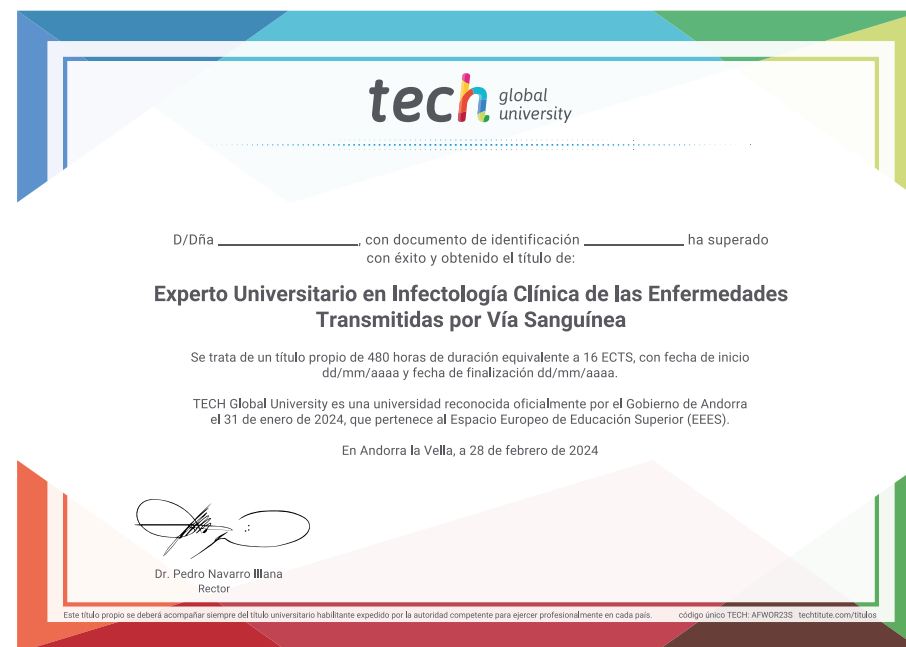 tech global university
D/Dña ________________, con documento de identificación ____________ ha superado
con éxito y obtenido el título de:
Experto Universitario en Infectología Clínica de las Enfermedades
Transmitidas por Vía Sanguínea
Se trata de un título propio de 480 horas de duración equivalente a 16 ECTS, con fecha de inicio
dd/mm/aaaa y fecha de finalización dd/mm/aaaa.
TECH Global University es una universidad reconocida oficialmente por el Gobierno de Andorra
el 31 de enero de 2024, que pertenece al Espacio Europeo de Educación Superior (EEES).
En Andorra la Vella, a 28 de febrero de 2024
Dr. Pedro Navarro Illana
Rector
Este título propio se deberá acompañar siempre del título universitario habilitante expedido por la autoridad competente para ejercer profesionalmente en cada país. código único TECH: AFWOR23S techtitute.com/titulos